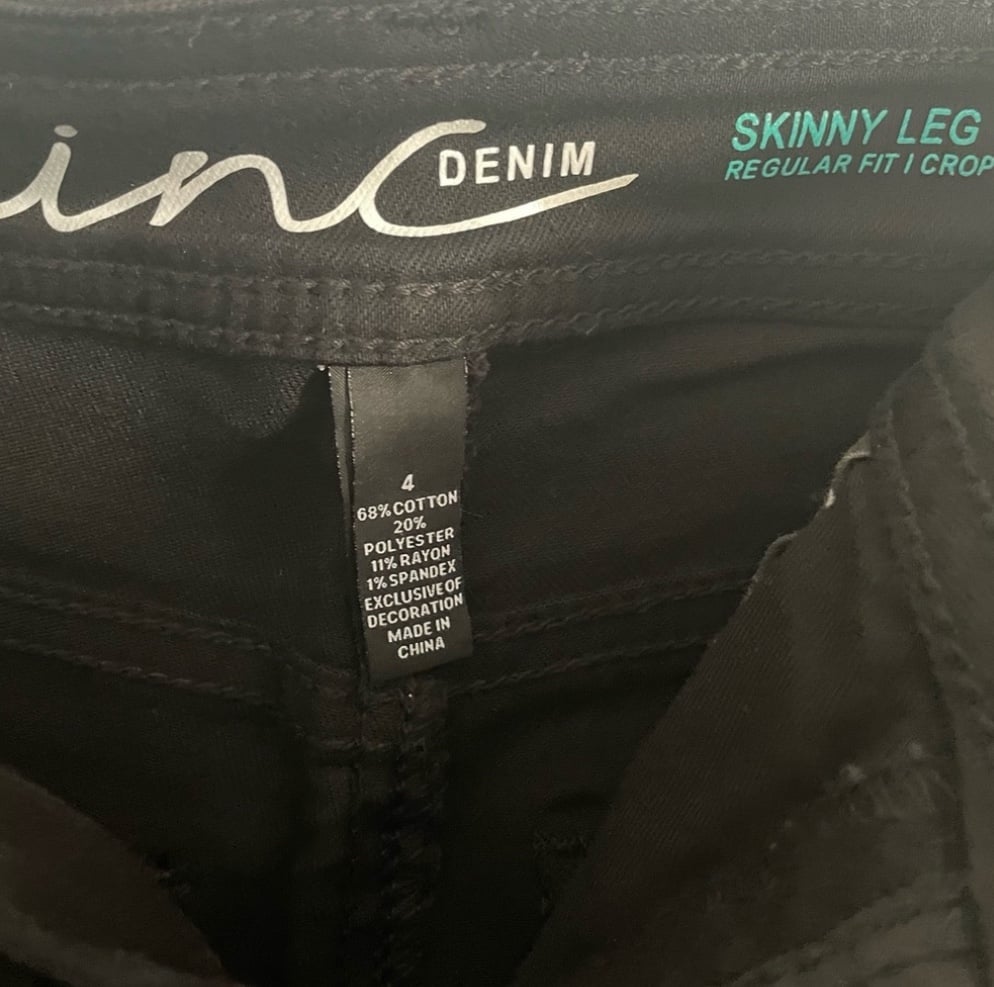 inc DENIM
SKINNY LEG
REGULAR FIT I CROP
4
68% COTTON
20%
POLYESTER
11% RAYON
1% SPANDEX
EXCLUSIVE OF
DECORATION
MADE IN
CHINA